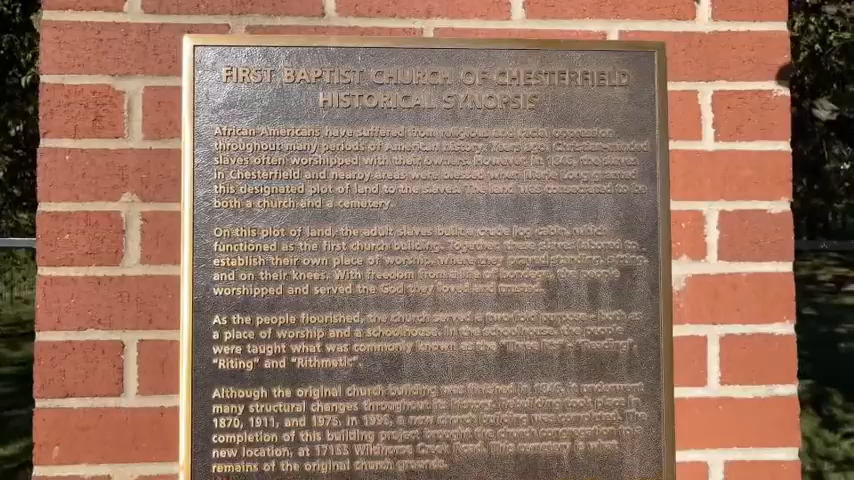 FIRST BAPTIST CHURCH OF CHESTERFIELD
HISTORICAL SYNOPSIS
African Americans have suffered from religious and racial oppression
throughout many periods of American history. Years ago, Christian-minded
slaves often worshipped with their owners. However in 1846, the slaves
in Chesterfield and nearby areas were blessed when Long granted
this designated plot of land to the slaves. The land was consecrated to be
both a church and a cemetery.
On this plot of land, the adult slaves built a crude log cabin, which
functioned as the first church building. Together these slaves labored to
establish their own place of worship, where they prayed standing, sitting
and on their knees. With freedom from a life of bondage, the people
worshipped and served the God they loved and trusted.
As the people flourished, the church served a two-fold purpose - both as
a place of worship and a schoolhouse. In the schoolhouse, the people
were taught what was commonly known as the "Three Rs" - "Reading",
"Riting" and "Rithmetic".
Although the original church building was finished in 1846, it underwent
many structural changes throughout its history. Rebuilding took place in
1870, 1911, and 1975. In 1996, a new church building was completed. The
completion of this building project brought the church congregation to a
new location, at 17155 Wildhorse Creek Road. This cemetery is what
remains of the original church grounds.